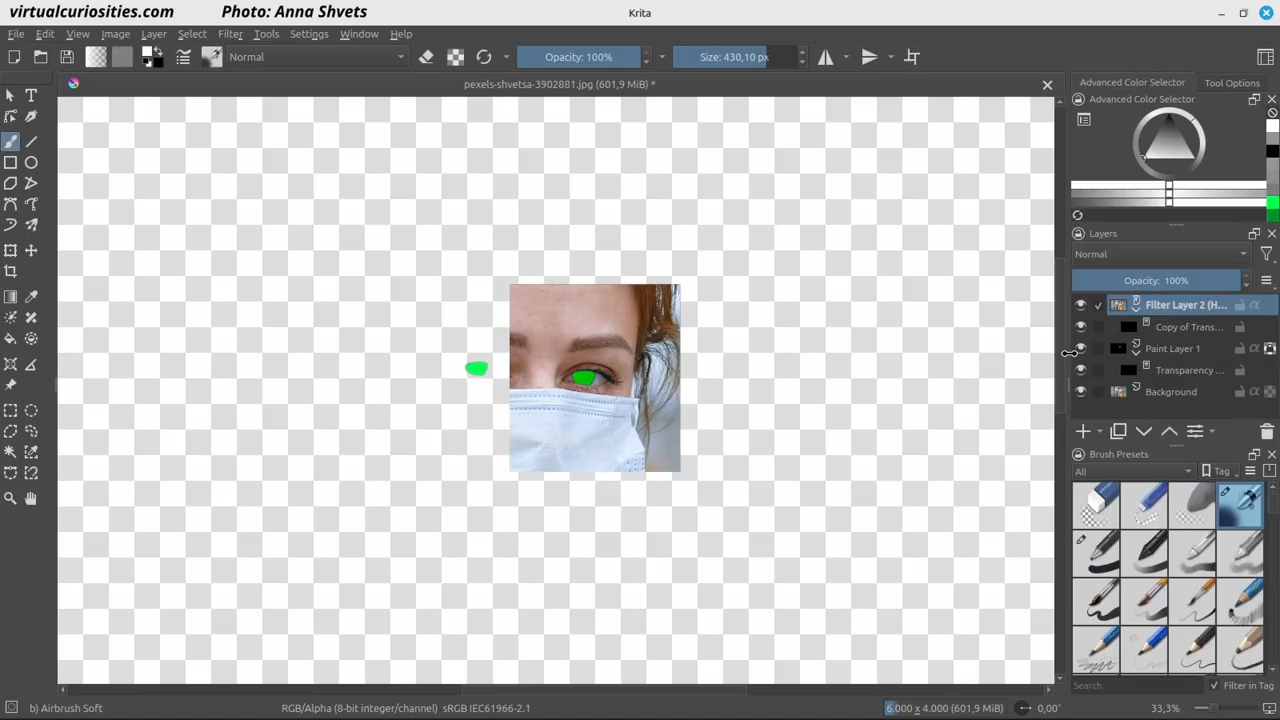 virtualcuriosities.com Photo: Anna Shvets
Krita
File Edit View Image Layer Select Filter Tools Settings Window Help
Normal Opacity: 100% Size: 430,10 px
pexels-shvetsa-3902881.jpg (601,9 MiB) *
Advanced Color Selector Tool Options
Advanced Color Selector
Layers
Normal
Opacity: 100%
Filter Layer 2 (H...
Copy of Trans...
Paint Layer 1
Transparency ...
Background
Brush Presets
All Tag
Search Filter in Tag
b) Airbrush Soft RGB/Alpha (8-bit integer/channel) sRGB IEC61966-2.1 6.000 x 4.000 (601,9 MiB) 0,00° 33,3%